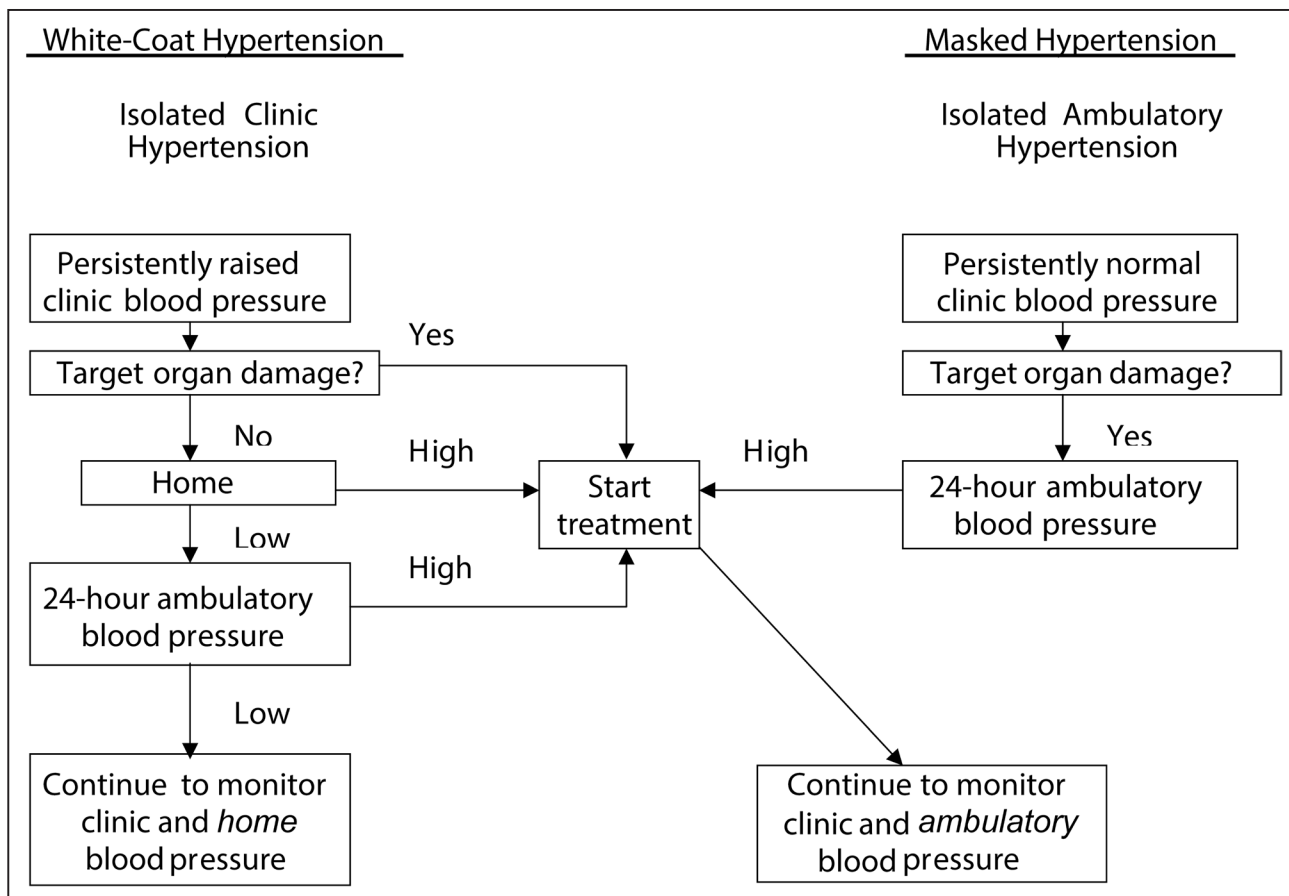 White-Coat Hypertension
Isolated Clinic
Hypertension
Persistently raised
clinic blood pressure
Yes
Target organ damage?
No
High
Home
Low
High
24-hour ambulatory
blood pressure
Low
Continue to monitor
clinic and home
blood pressure
Start
treatment
Masked Hypertension
Isolated Ambulatory
Hypertension
Persistently normal
clinic blood pressure
Target organ damage?
Yes
High
24-hour ambulatory
blood pressure
Continue to monitor
clinic and ambulatory
blood pressure